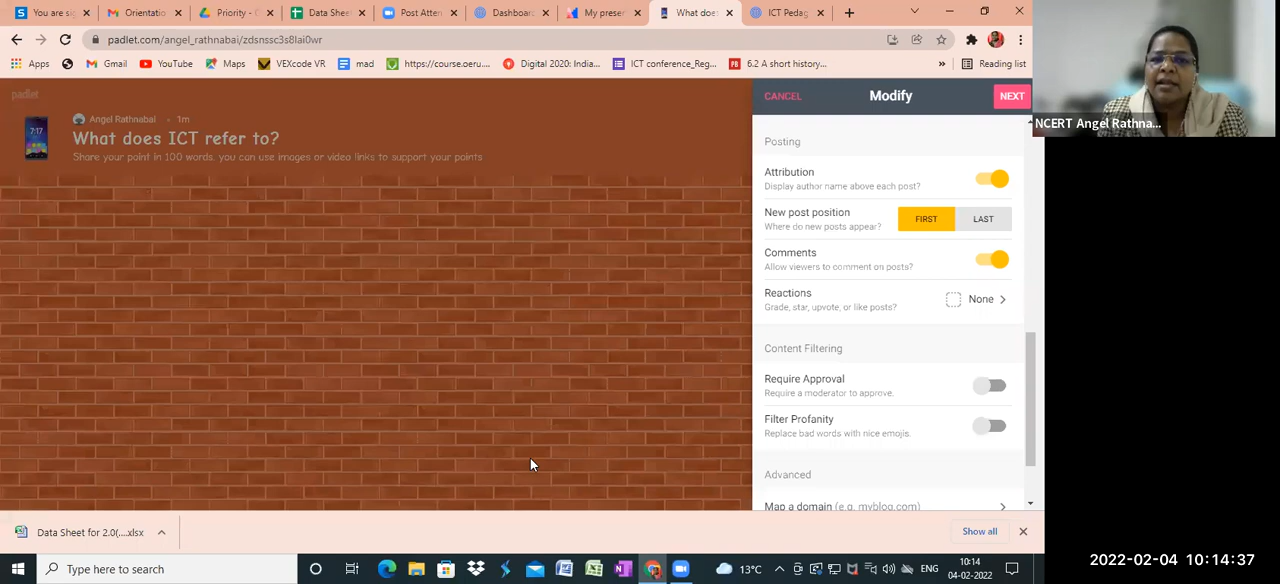 You are sig
Orientatio
Priority - G
Data Shee
Post Atten
Dashboard
My preser
What does
ICT Pedag
padlet.com/angel_rathnabai/zdsnssc3s8lai0wr
Apps
Gmail
YouTube
Maps
VEXcode VR
mad
https://course.oeru....
Digital 2020: India...
ICT conference_Reg...
6.2 A short history...
»
Reading list
padlet
CANCEL
Modify
NEXT
NCERT Angel Rathna...
Angel Rathnabai • 1m
7:17
What does ICT refer to?
Share your point in 100 words, you can use images or video links to support your points
Posting
Attribution
Display author name above each post?
New post position
Where do new posts appear?
FIRST
LAST
Comments
Allow viewers to comment on posts?
Reactions
Grade, star, upvote, or like posts?
None
Content Filtering
Require Approval
Require a moderator to approve.
Filter Profanity
Replace bad words with nice emojis.
Advanced
Map a domain (e.g. myblog.com)
Data Sheet for 2.0(....xlsx
Show all
Type here to search
13°C
ENG
10:14
04-02-2022
2022-02-04 10:14:37